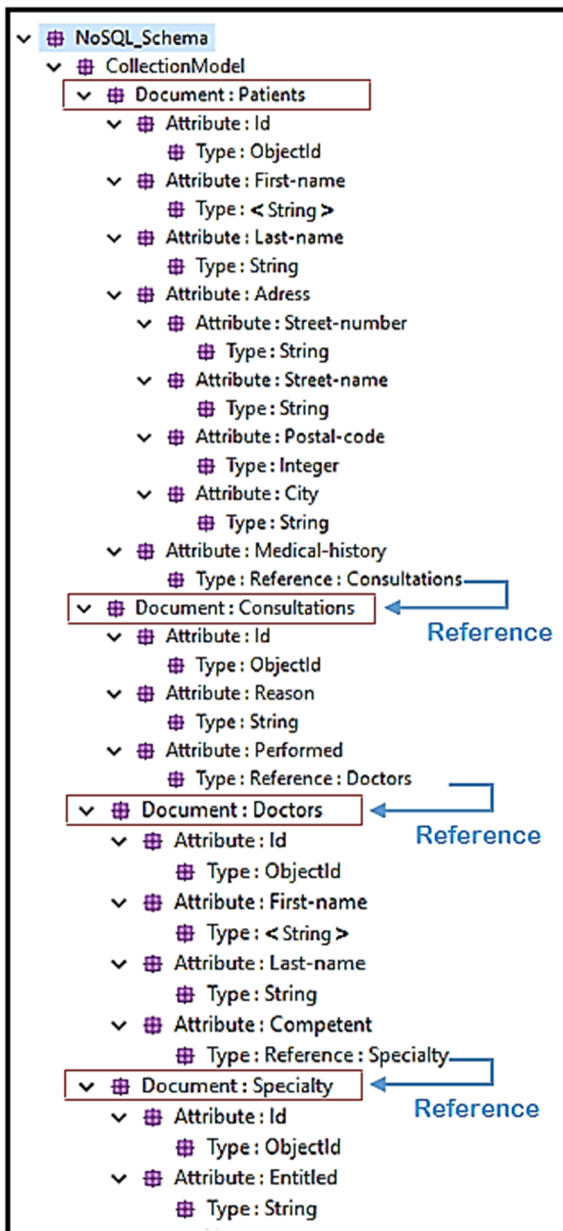 NoSQL_Schema
CollectionModel
Document : Patients
Attribute : Id
Type : ObjectId
Attribute : First-name
Type : < String >
Attribute : Last-name
Type : String
Attribute : Adress
Attribute : Street-number
Type : String
Attribute : Street-name
Type : String
Attribute : Postal-code
Type : Integer
Attribute : City
Type : String
Attribute : Medical-history
Type : Reference : Consultations
Document : Consultations
Reference
Attribute : Id
Type : ObjectId
Attribute : Reason
Type : String
Attribute : Performed
Type : Reference : Doctors
Document : Doctors
Reference
Attribute : Id
Type : ObjectId
Attribute : First-name
Type : < String >
Attribute : Last-name
Type : String
Attribute : Competent
Type : Reference : Specialty
Document : Specialty
Reference
Attribute : Id
Type : ObjectId
Attribute : Entitled
Type : String